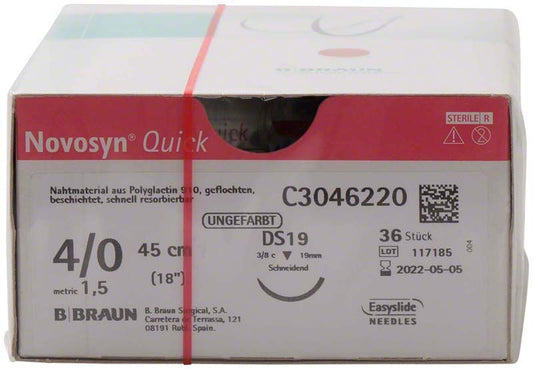 B BRAUN
Novosyn® Quick
STERILE R
Nahtmaterial aus Polyglactin 910, geflochten,
beschichtet, schnell resorbierbar
C3046220
UNGEFÄRBT
4/0 45 cm
(18")
metric 1,5
DS19
3/8 c 19mm
Schneidend
36 Stück
LOT 117185
2022-05-05
004
B BRAUN
B. Braun Surgical, S.A.
Carretera de Terrassa, 121
08191 Rubí, Spain.
Easyslide
NEEDLES